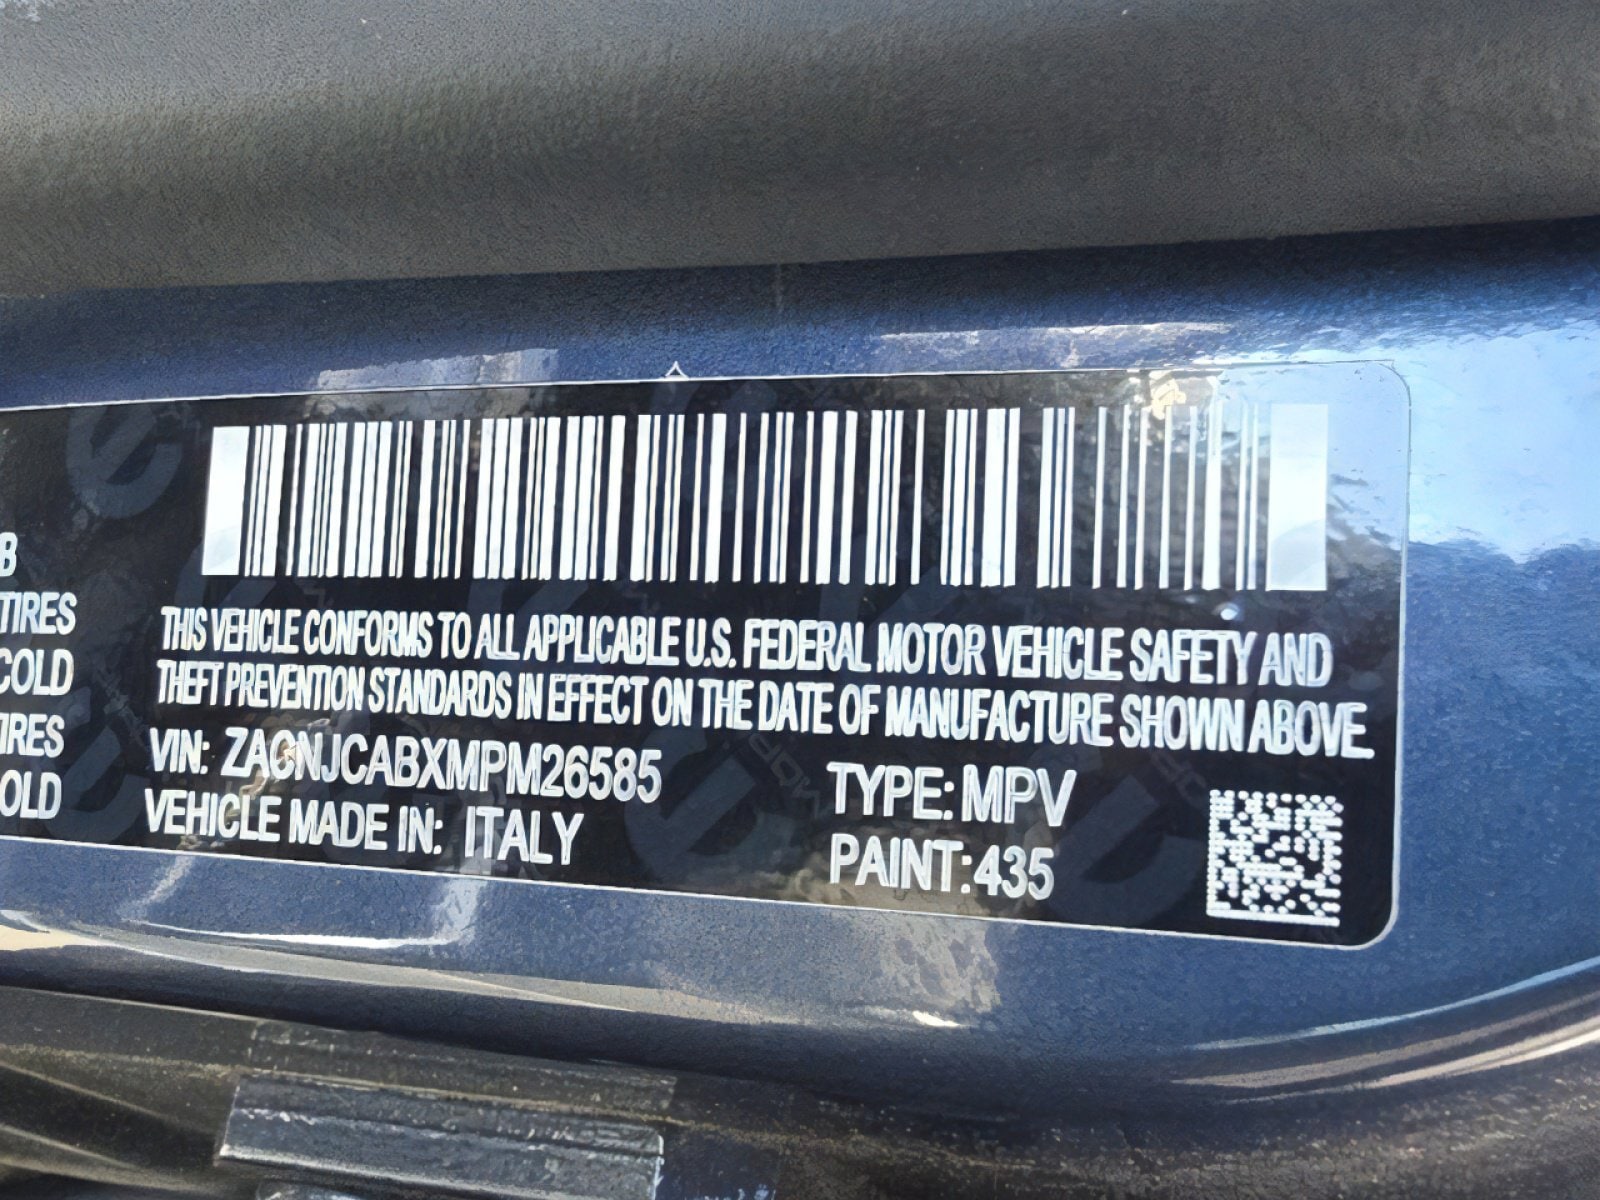 B
TIRES
COLD
TIRES
COLD
THIS VEHICLE CONFORMS TO ALL APPLICABLE U.S. FEDERAL MOTOR VEHICLE SAFETY AND
THEFT PREVENTION STANDARDS IN EFFECT ON THE DATE OF MANUFACTURE SHOWN ABOVE.
VIN: ZACNJCABXMPM26585
TYPE: MPV
VEHICLE MADE IN: ITALY
PAINT: 435